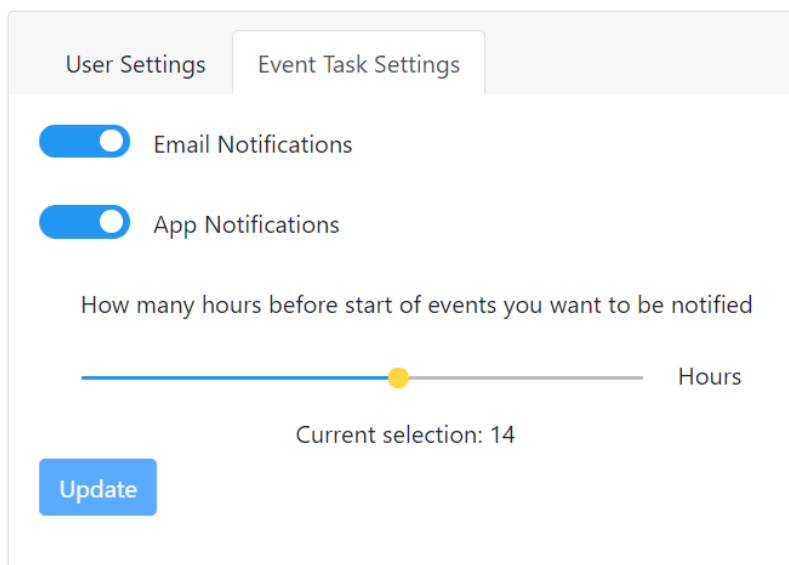 User Settings Event Task Settings
Email Notifications
App Notifications
How many hours before start of events you want to be notified
Hours
Current selection: 14
Update